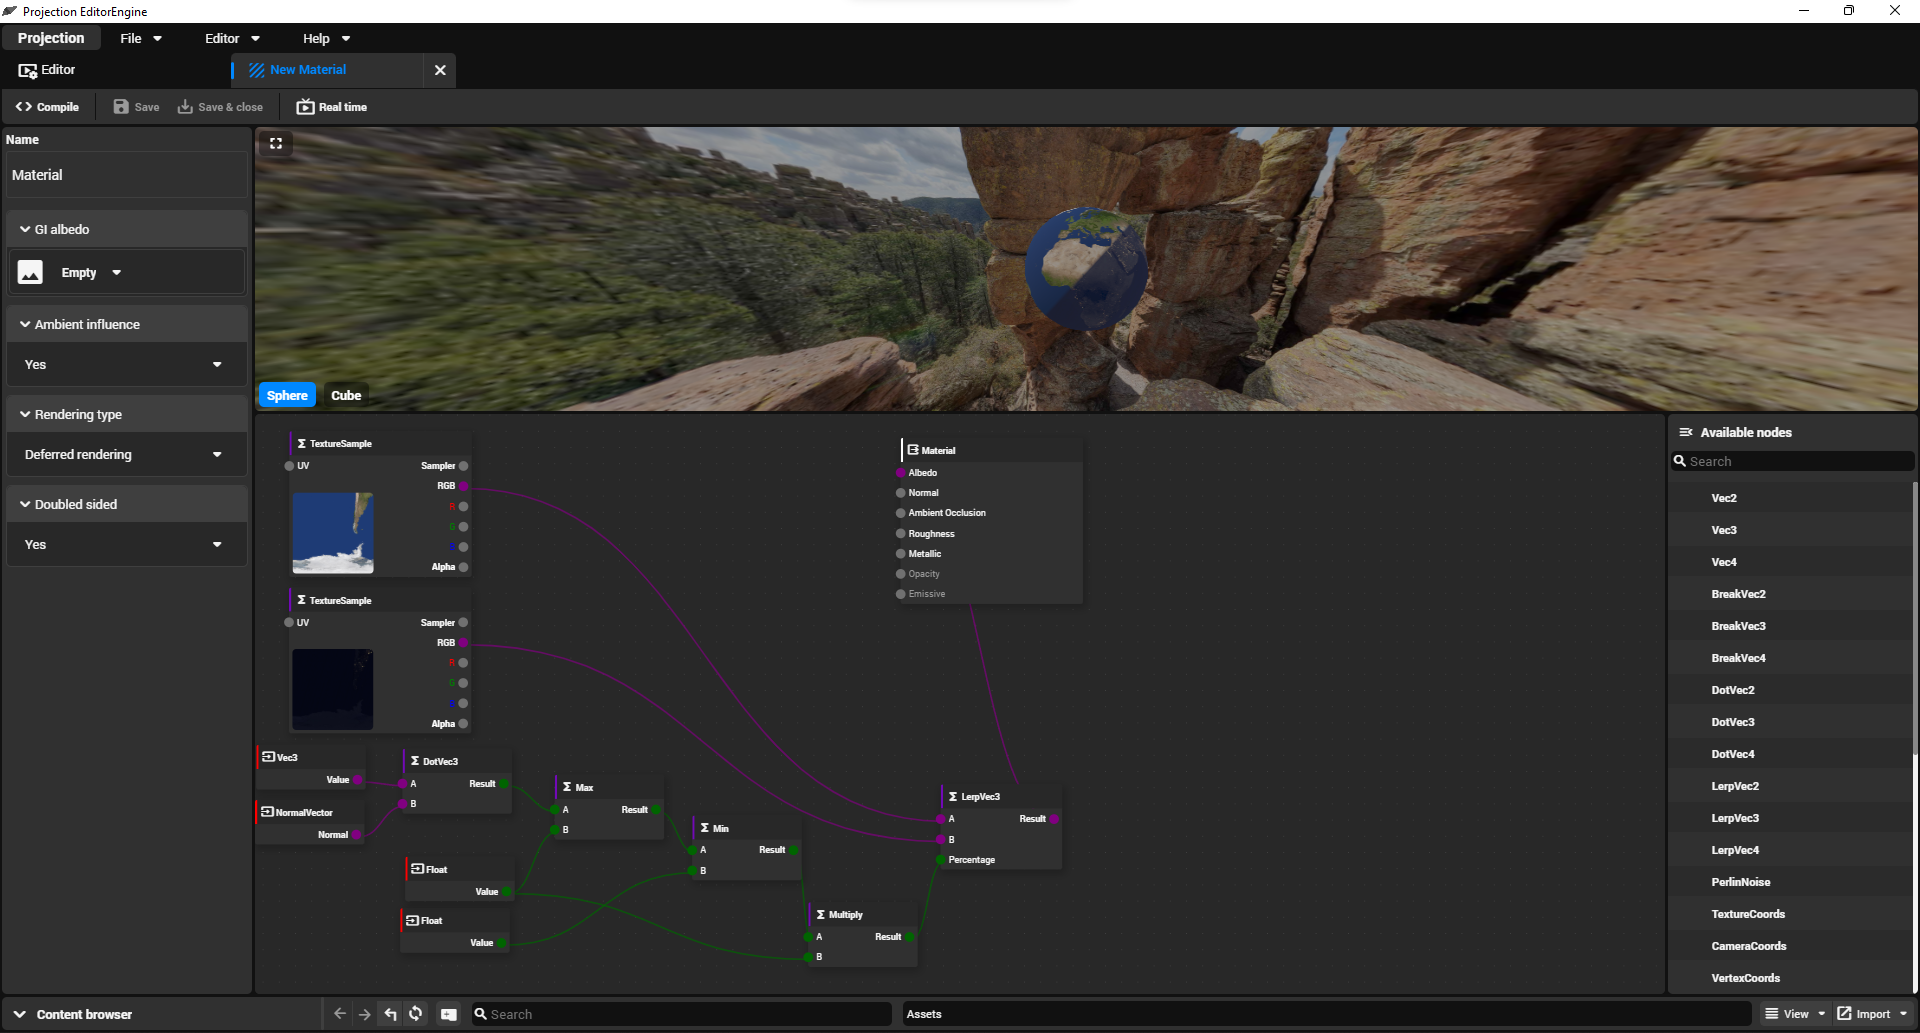 Projection EditorEngine
Projection File Editor Help
Editor New Material
Compile Save Save & close Real time
Name
Material
GI albedo
Empty
Ambient influence
Yes
Rendering type
Deferred rendering
Doubled sided
Yes
Sphere Cube
TextureSample
UV Sampler
RGB
R
G
B
Alpha
TextureSample
UV Sampler
RGB
R
G
B
Alpha
Vec3
Value
NormalVector
Normal
DotVec3
A Result
B
Float
Value
Float
Value
Max
A Result
B
Min
A Result
B
Multiply
A Result
B
LerpVec3
A Result
B
Percentage
Material
Albedo
Normal
Ambient Occlusion
Roughness
Metallic
Opacity
Emissive
Available nodes
Search
Vec2
Vec3
Vec4
BreakVec2
BreakVec3
BreakVec4
DotVec2
DotVec3
DotVec4
LerpVec2
LerpVec3
LerpVec4
PerlinNoise
TextureCoords
CameraCoords
VertexCoords
Content browser Search Assets View Import